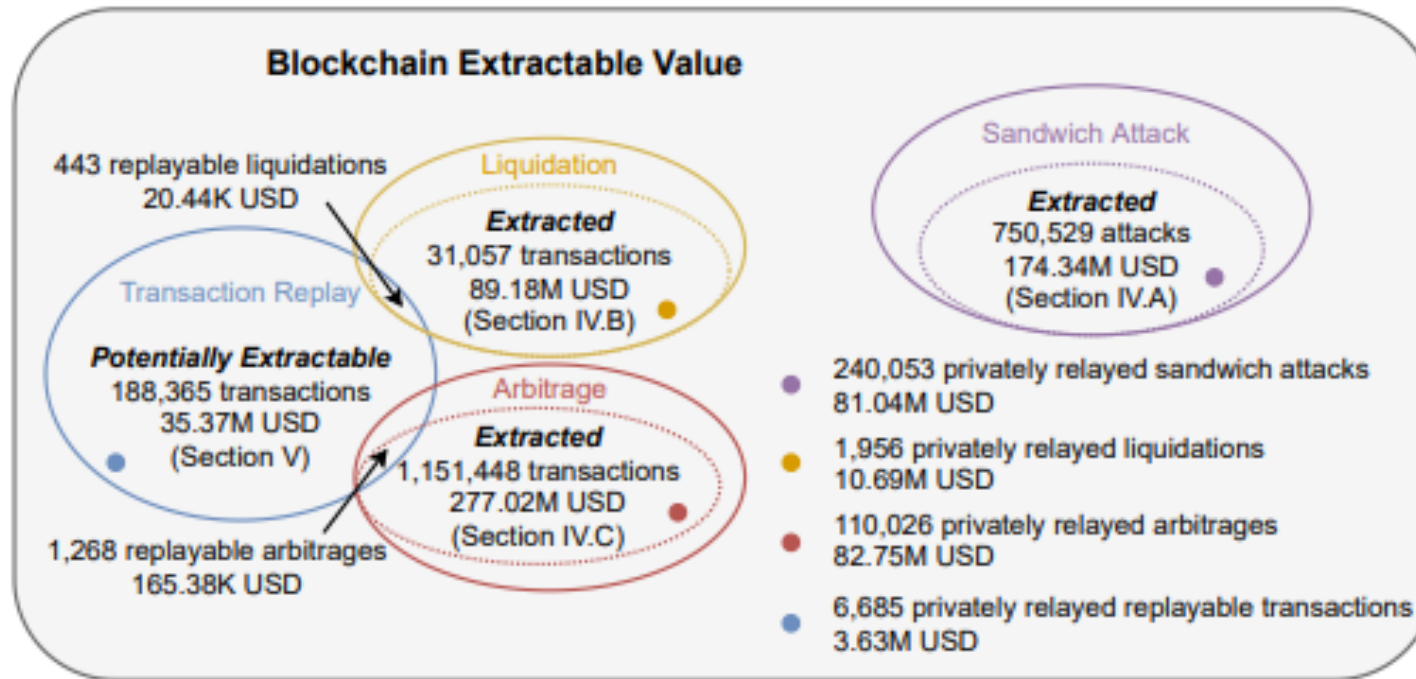 Blockchain Extractable Value
443 replayable liquidations
20.44K USD
Liquidation
Extracted
31,057 transactions
89.18M USD
(Section IV.B)
Sandwich Attack
Extracted
750,529 attacks
174.34M USD
(Section IV.A)
Transaction Replay
Potentially Extractable
188,365 transactions
35.37M USD
(Section V)
Arbitrage
Extracted
1,151,448 transactions
277.02M USD
(Section IV.C)
1,268 replayable arbitrages
165.38K USD
240,053 privately relayed sandwich attacks
81.04M USD
1,956 privately relayed liquidations
10.69M USD
110,026 privately relayed arbitrages
82.75M USD
6,685 privately relayed replayable transactions
3.63M USD